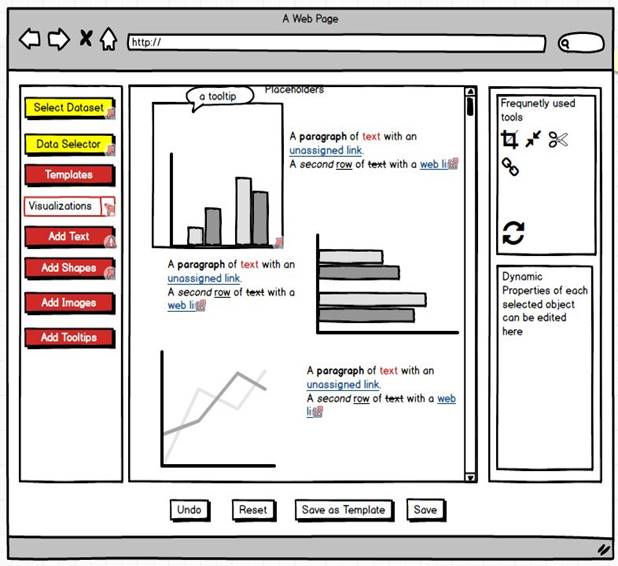 A Web Page
http://
Select Dataset
Data Selector
Templates
Visualizations
Add Text
Add Shapes
Add Images
Add Tooltips
Placeholders
a tooltip
A paragraph of text with an
unassigned link.
A second row of text with a web li
A paragraph of text with an
unassigned link.
A second row of text with a
web li
A paragraph of text with an
unassigned link.
A second row of text with a web
li
Frequnetly used
tools
Dynamic
Properties of each
selected object
can be edited
here
Undo
Reset
Save as Template
Save